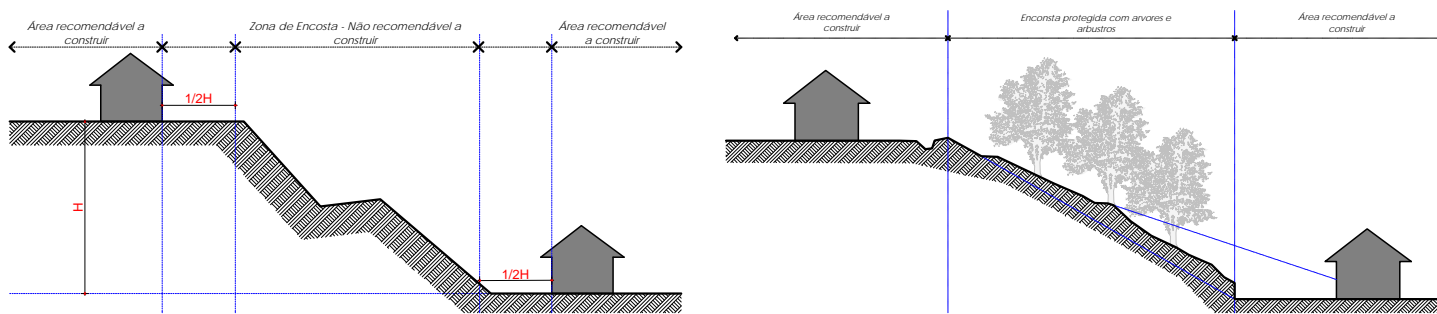 Área recomendável a
construir
Zona de Encosta - Não recomendável a
construir
Área recomendável
a construir
1/2H
H
1/2H
Área recomendável a
construir
Enconsta protegida com arvores e
arbustros
Área recomendável a
construir